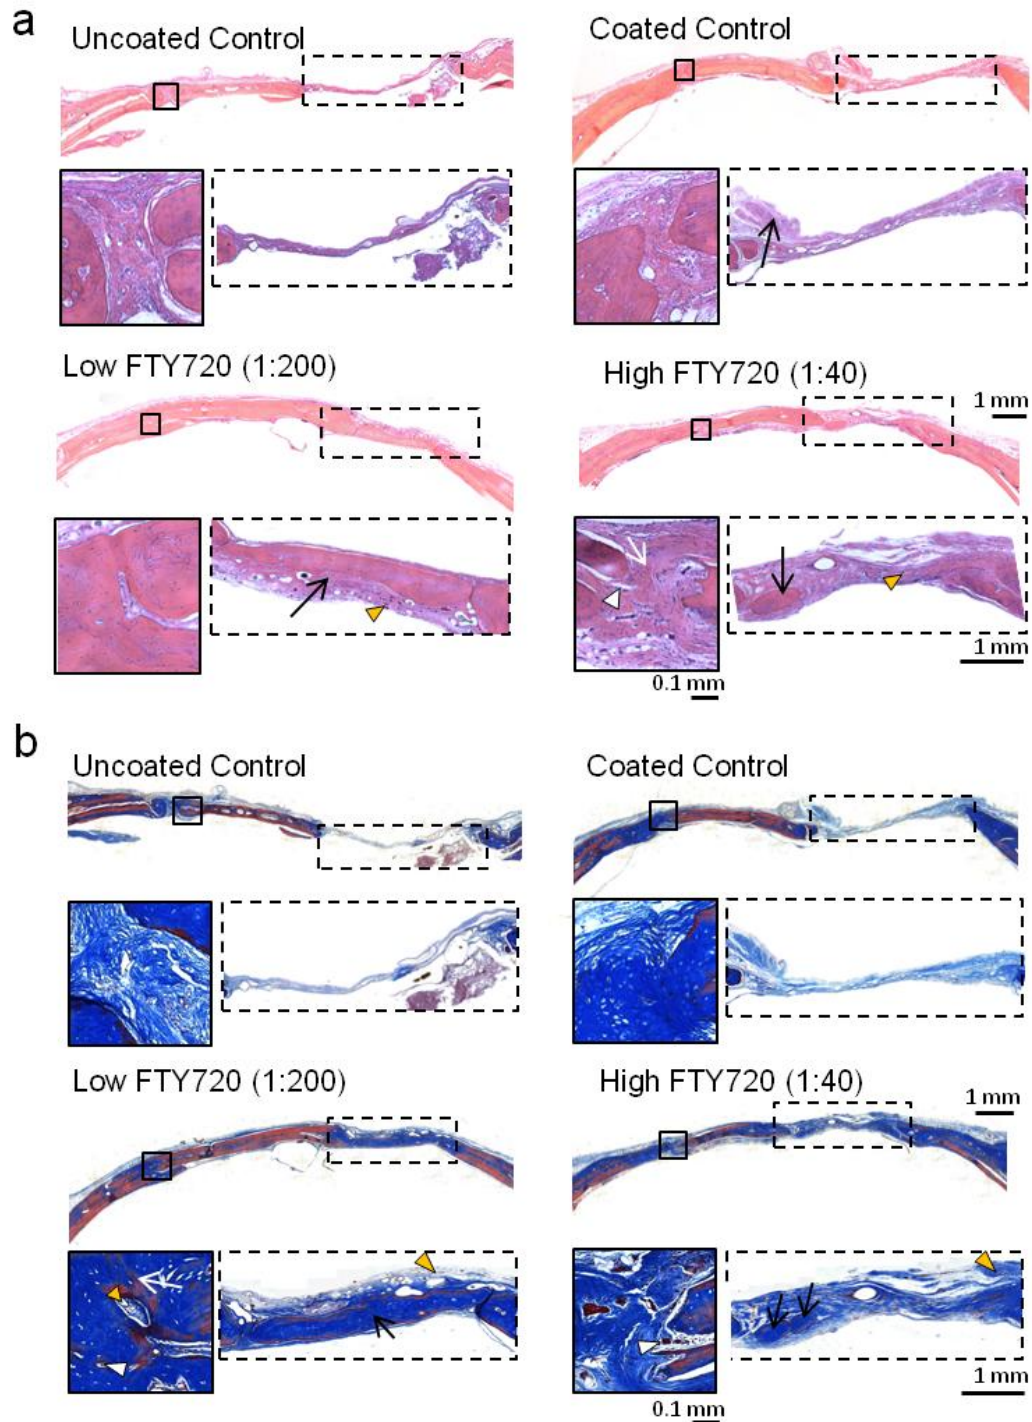 a
Uncoated Control
Coated Control
Low FTY720 (1:200)
High FTY720 (1:40)
1 mm
1 mm
0.1 mm
b
Uncoated Control
Coated Control
Low FTY720 (1:200)
High FTY720 (1:40)
1 mm
1 mm
0.1 mm